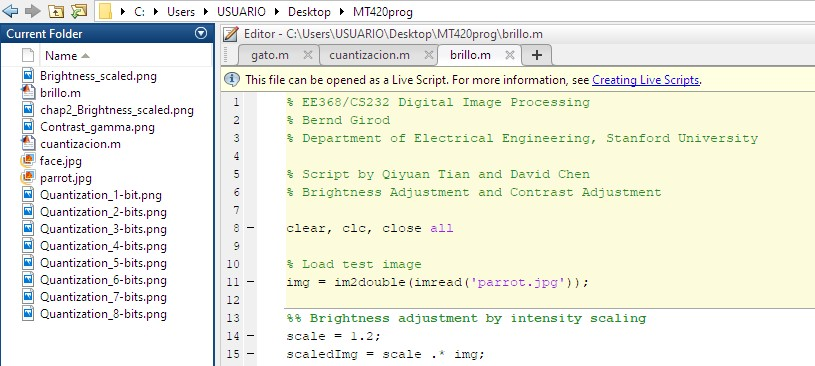 C: Users USUARIO Desktop MT420prog
Current Folder
Name
Brightness_scaled.png
brillo.m
chap2_Brightness_scaled.png
Contrast_gamma.png
cuantizacion.m
face.jpg
parrot.jpg
Quantization_1-bit.png
Quantization_2-bits.png
Quantization_3-bits.png
Quantization_4-bits.png
Quantization_5-bits.png
Quantization_6-bits.png
Quantization_7-bits.png
Quantization_8-bits.png
Editor - C:\Users\USUARIO\Desktop\MT420prog\brillo.m
gato.m cuantizacion.m brillo.m +
This file can be opened as a Live Script. For more information, see Creating Live Scripts.
1 % EE368/CS232 Digital Image Processing
2 % Bernd Girod
3 % Department of Electrical Engineering, Stanford University
4
5 % Script by Qiyuan Tian and David Chen
6 % Brightness Adjustment and Contrast Adjustment
7
8 – clear, clc, close all
9
10 % Load test image
11 – img = im2double(imread('parrot.jpg'));
12
13 %% Brightness adjustment by intensity scaling
14 – scale = 1.2;
15 – scaledImg = scale .* img;